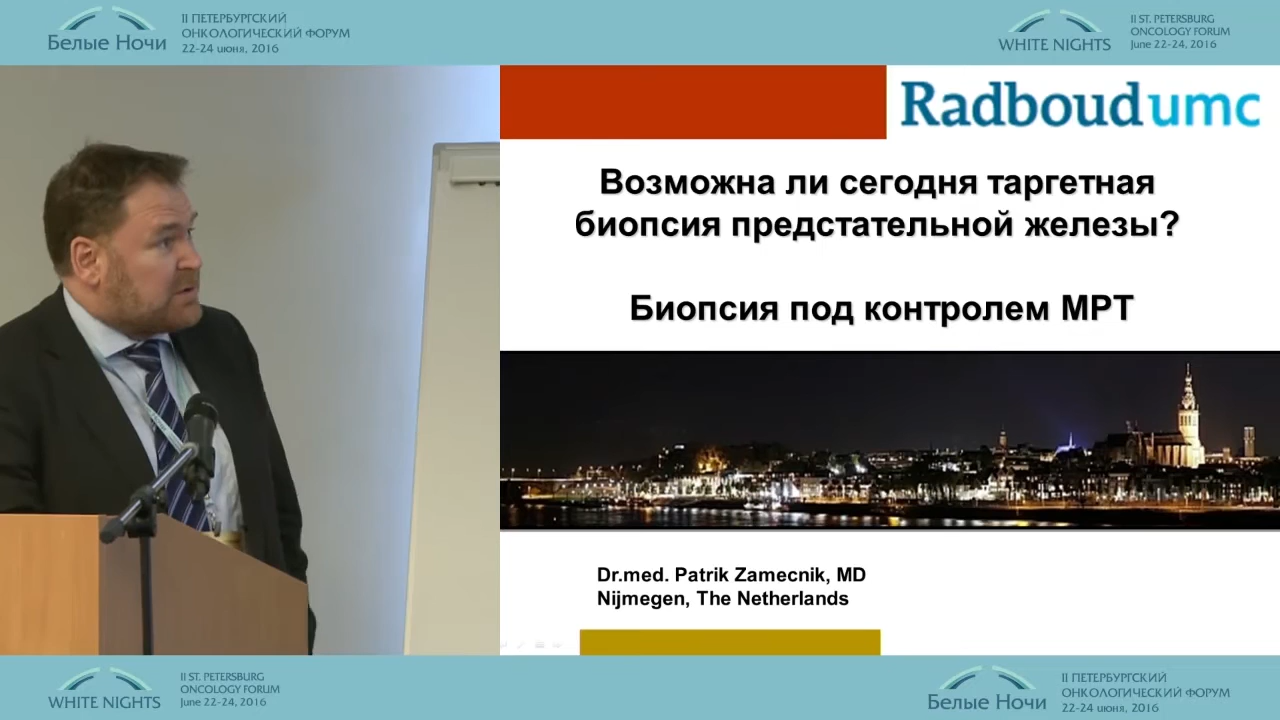 Белые Ночи
II ПЕТЕРБУРГСКИЙ
ОНКОЛОГИЧЕСКИЙ ФОРУМ
22-24 июня, 2016
WHITE NIGHTS
II ST. PETERSBURG
ONCOLOGY FORUM
June 22-24, 2016
Radboudumc
Возможна ли сегодня таргетная
биопсия предстательной железы?
Биопсия под контролем МРТ
Dr.med. Patrik Zamecnik, MD
Nijmegen, The Netherlands
WHITE NIGHTS
II ST. PETERSBURG
ONCOLOGY FORUM
June 22-24, 2016
Белые Ночи
II ПЕТЕРБУРГСКИЙ
ОНКОЛОГИЧЕСКИЙ ФОРУМ
22-24 июня, 2016